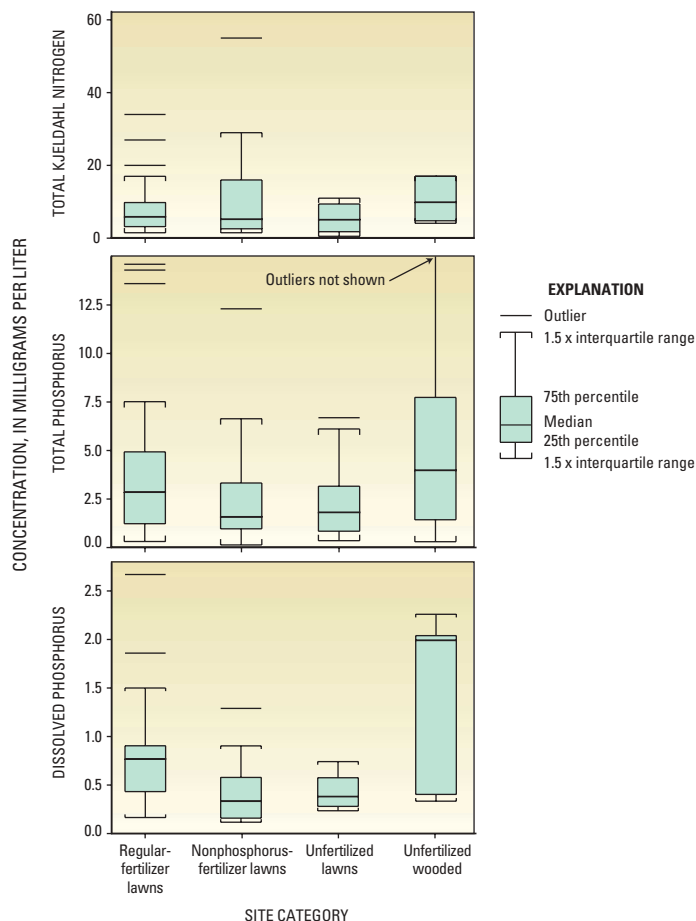 CONCENTRATION, IN MILLIGRAMS PER LITER
TOTAL KJELDAHL NITROGEN
60
40
20
0
TOTAL PHOSPHORUS
12.5
10.0
7.5
5.0
2.5
0.0
Outliers not shown
DISSOLVED PHOSPHORUS
2.5
2.0
1.5
1.0
0.5
0.0
Regular-
fertilizer
lawns
Nonphosphorus-
fertilizer lawns
Unfertilized
lawns
Unfertilized
wooded
SITE CATEGORY
EXPLANATION
Outlier
1.5 x interquartile range
75th percentile
Median
25th percentile
1.5 x interquartile range